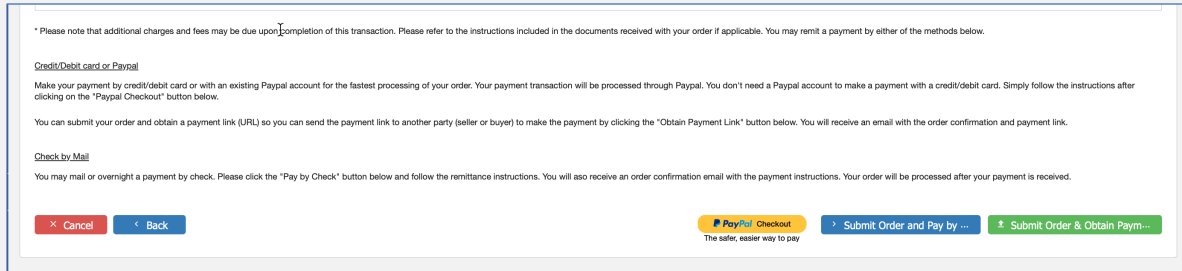 * Please note that additional charges and fees may be due upon completion of this transaction. Please refer to the instructions included in the documents received with your order if applicable. You may remit a payment by either of the methods below.
Credit/Debit card or Paypal
Make your payment by credit/debit card or with an existing Paypal account for the fastest processing of your order. Your payment transaction will be processed through Paypal. You don't need a Paypal account to make a payment with a credit/debit card. Simply follow the instructions after
clicking on the "Paypal Checkout" button below.
You can submit your order and obtain a payment link (URL) so you can send the payment link to another party (seller or buyer) to make the payment by clicking the "Obtain Payment Link" button below. You will receive an email with the order confirmation and payment link.
Check by Mail
You may mail or overnight a payment by check. Please click the "Pay by Check" button below and follow the remittance instructions. You will aso receive an order confirmation email with the payment instructions. Your order will be processed after your payment is received.
Cancel Back PayPal Checkout Submit Order and Pay by ... Submit Order & Obtain Paym...
The safer, easier way to pay